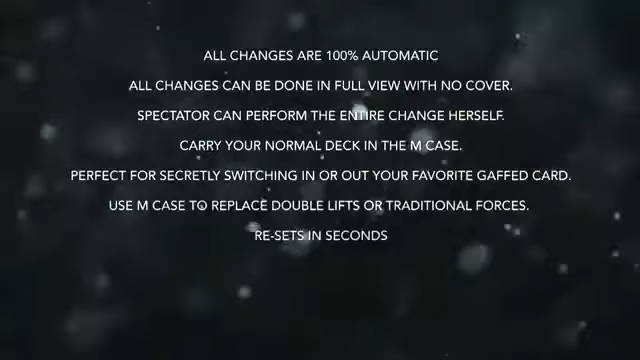 ALL CHANGES ARE 100% AUTOMATIC
ALL CHANGES CAN BE DONE IN FULL VIEW WITH NO COVER.
SPECTATOR CAN PERFORM THE ENTIRE CHANGE HERSELF.
CARRY YOUR NORMAL DECK IN THE M CASE.
PERFECT FOR SECRETLY SWITCHING IN OR OUT YOUR FAVORITE GAFFED CARD.
USE M CASE TO REPLACE DOUBLE LIFTS OR TRADITIONAL FORCES.
RE-SETS IN SECONDS